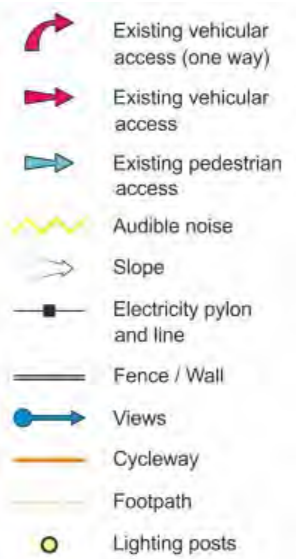 Existing vehicular
access (one way)
Existing vehicular
access
Existing pedestrian
access
Audible noise
Slope
Electricity pylon
and line
Fence / Wall
Views
Cycleway
Footpath
Lighting posts